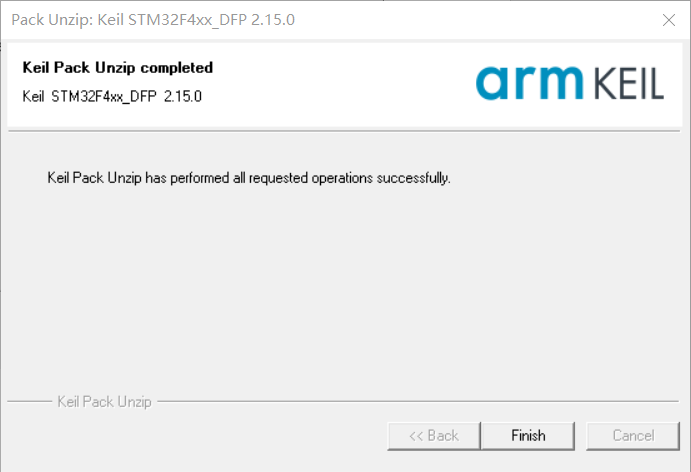 Pack Unzip: Keil STM32F4xx_DFP 2.15.0
Keil Pack Unzip completed
Keil STM32F4xx_DFP 2.15.0
arm KEIL
Keil Pack Unzip has performed all requested operations successfully.
Keil Pack Unzip
<< Back Finish Cancel